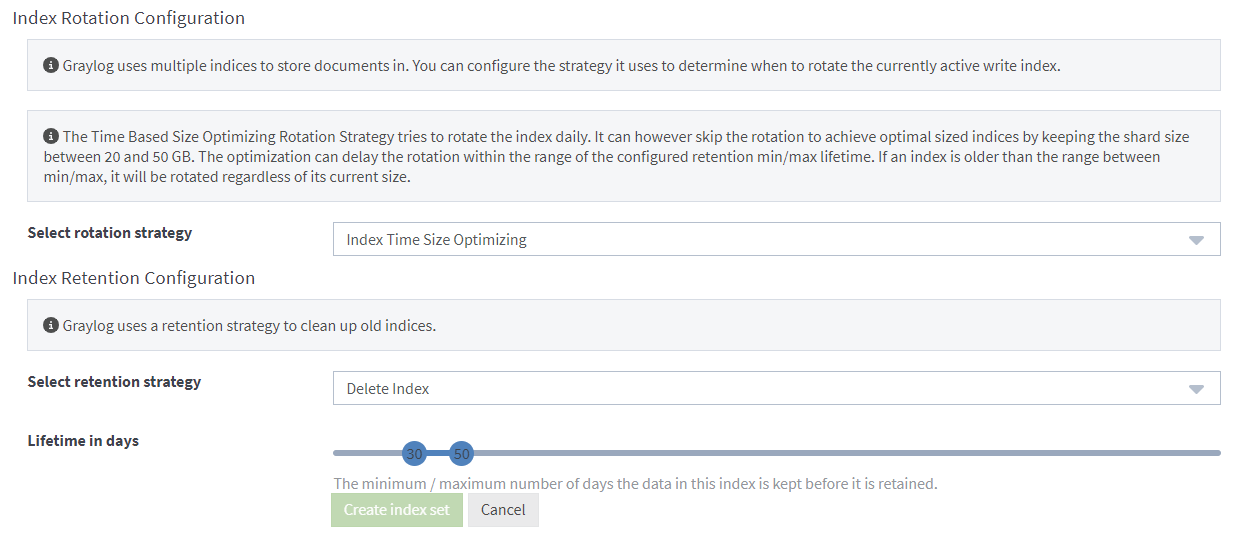 Index Rotation Configuration
Graylog uses multiple indices to store documents in. You can configure the strategy it uses to determine when to rotate the currently active write index.
The Time Based Size Optimizing Rotation Strategy tries to rotate the index daily. It can however skip the rotation to achieve optimal sized indices by keeping the shard size
between 20 and 50 GB. The optimization can delay the rotation within the range of the configured retention min/max lifetime. If an index is older than the range between
min/max, it will be rotated regardless of its current size.
Select rotation strategy
Index Time Size Optimizing
Index Retention Configuration
Graylog uses a retention strategy to clean up old indices.
Select retention strategy
Delete Index
Lifetime in days
30 50
The minimum / maximum number of days the data in this index is kept before it is retained.
Create index set Cancel